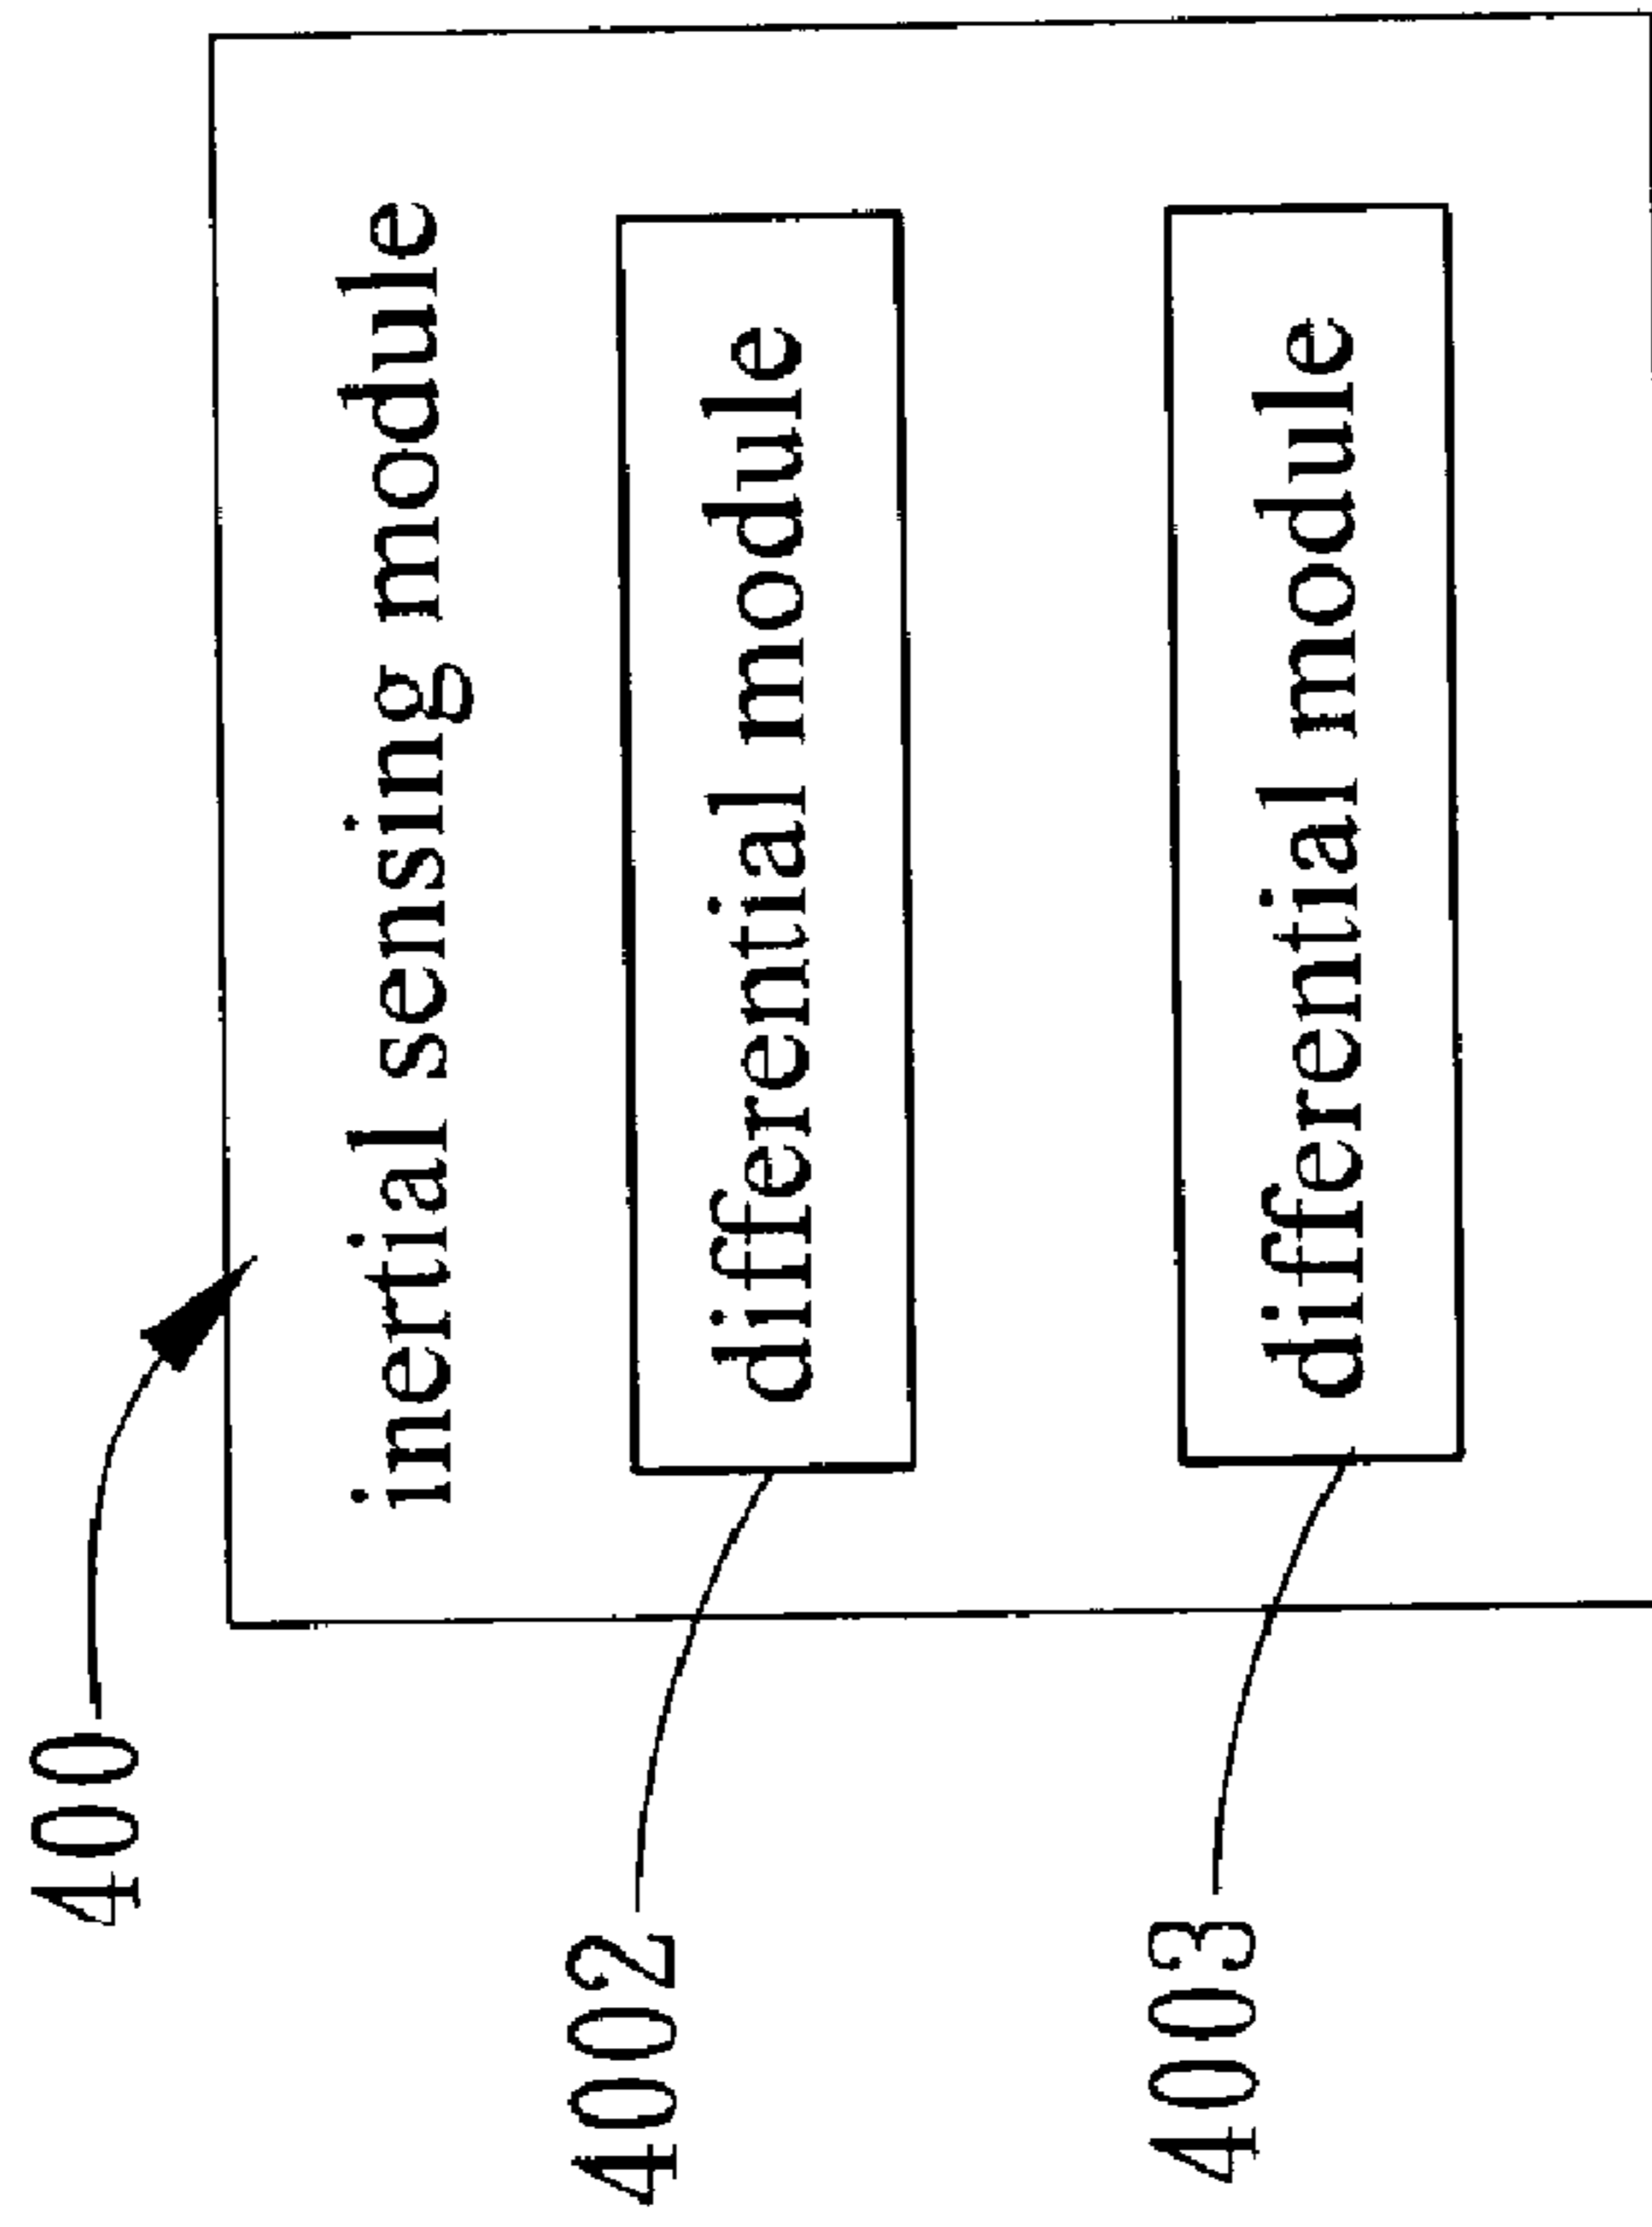 400
inertial sensing module
4002
differential module
4003
differential module